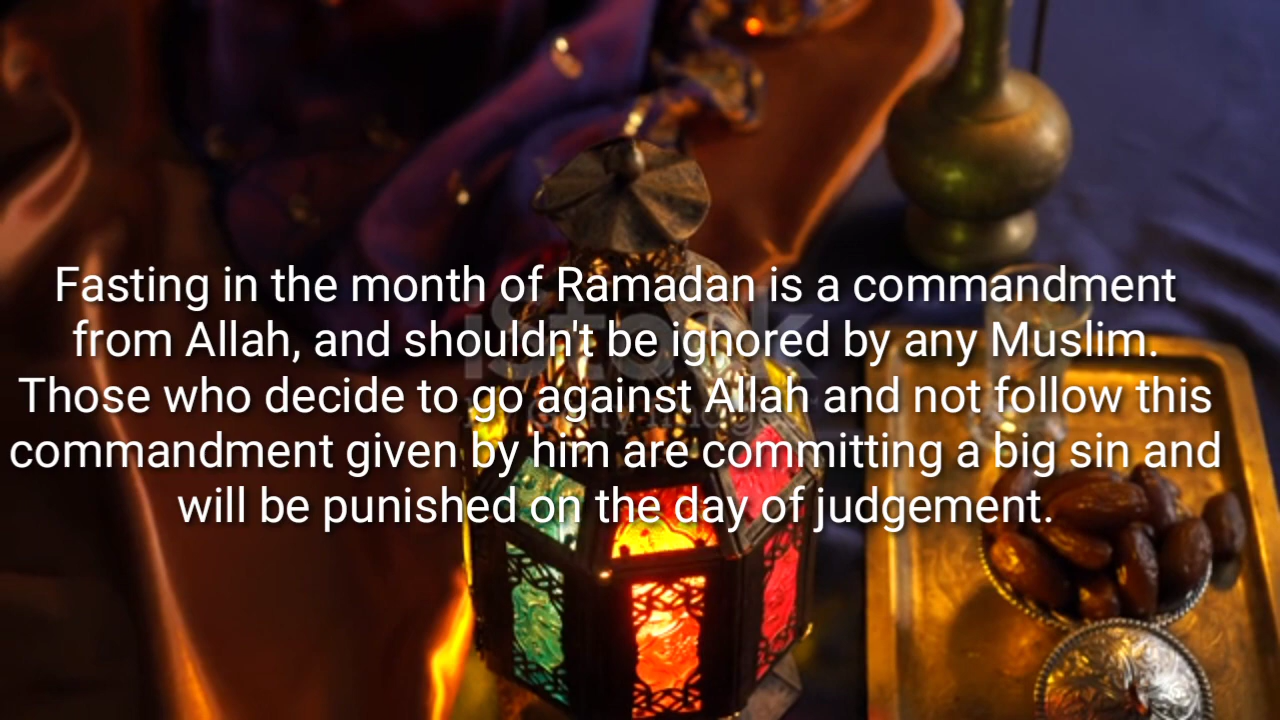 Fasting in the month of Ramadan is a commandment
from Allah, and shouldn't be ignored by any Muslim.
Those who decide to go against Allah and not follow this
commandment given by him are committing a big sin and
will be punished on the day of judgement.
iStock